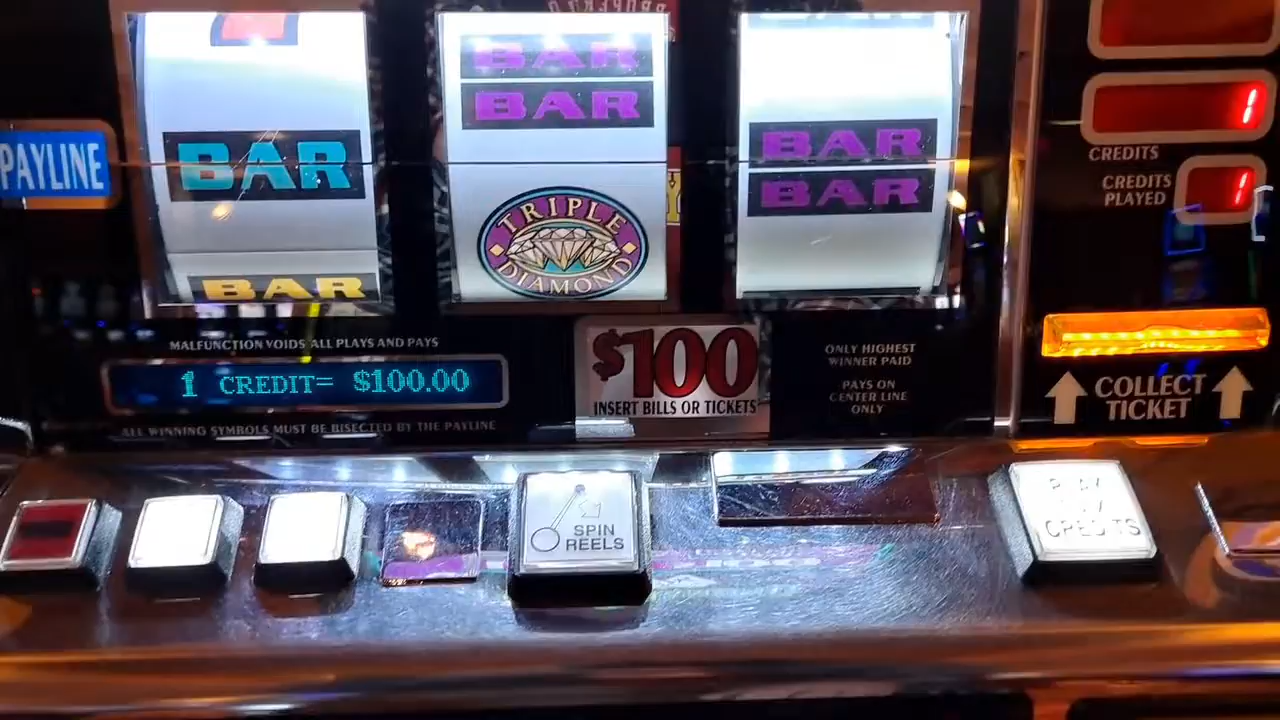 BAR
BAR
BAR
BAR
BAR
PAYLINE
TRIPLE
DIAMOND
BAR
1
CREDITS
CREDITS
PLAYED
1
MALFUNCTION VOIDS ALL PLAYS AND PAYS
1 CREDIT= $100.00
ALL WINNING SYMBOLS MUST BE BISECTED BY THE PAYLINE
$100
INSERT BILLS OR TICKETS
ONLY HIGHEST
WINNER PAID
PAYS ON
CENTER LINE
ONLY
COLLECT
TICKET
SPIN
REELS
PLAY
CREDITS